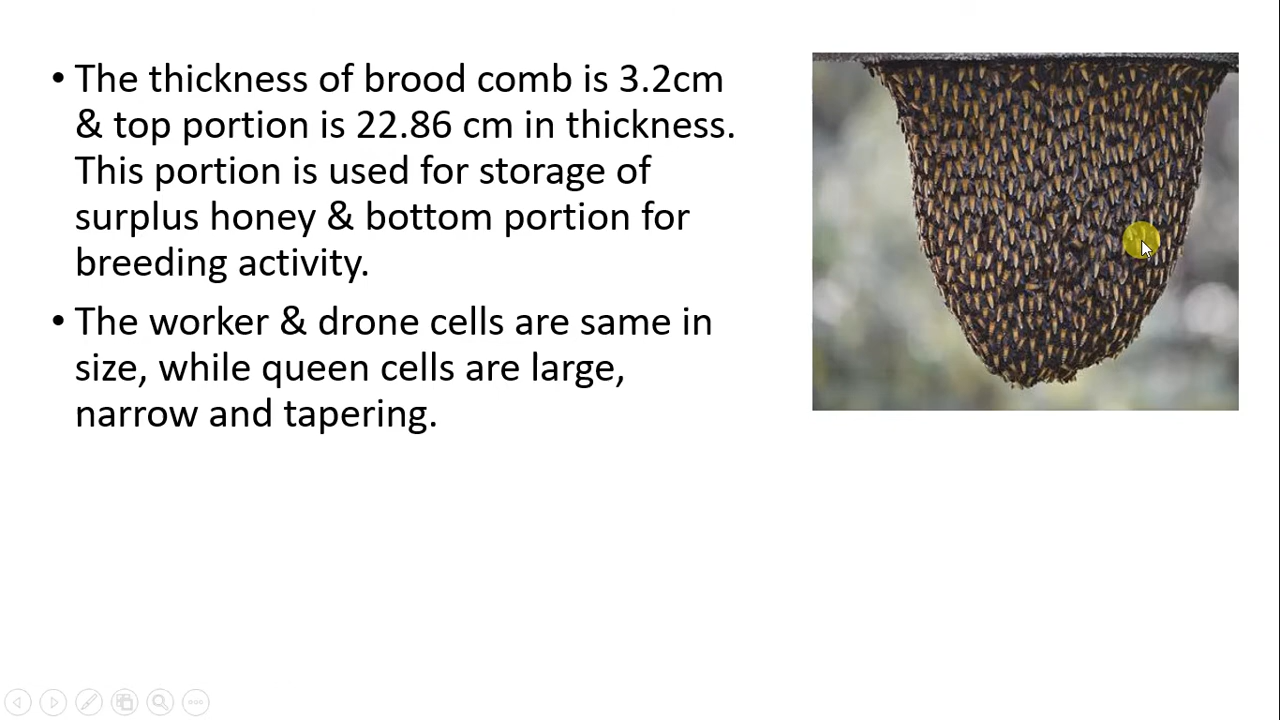 • The thickness of brood comb is 3.2cm
& top portion is 22.86 cm in thickness.
This portion is used for storage of
surplus honey & bottom portion for
breeding activity.
• The worker & drone cells are same in
size, while queen cells are large,
narrow and tapering.